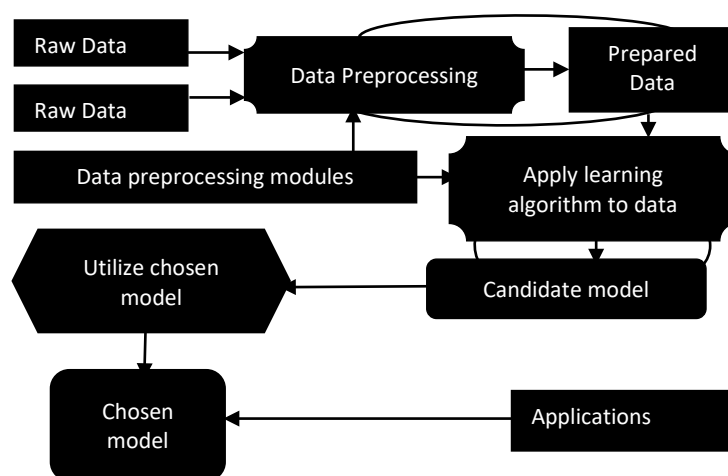 Raw Data
Data Preprocessing
Prepared
Data
Raw Data
Data preprocessing modules
Apply learning
algorithm to data
Utilize chosen
model
Candidate model
Chosen
model
Applications